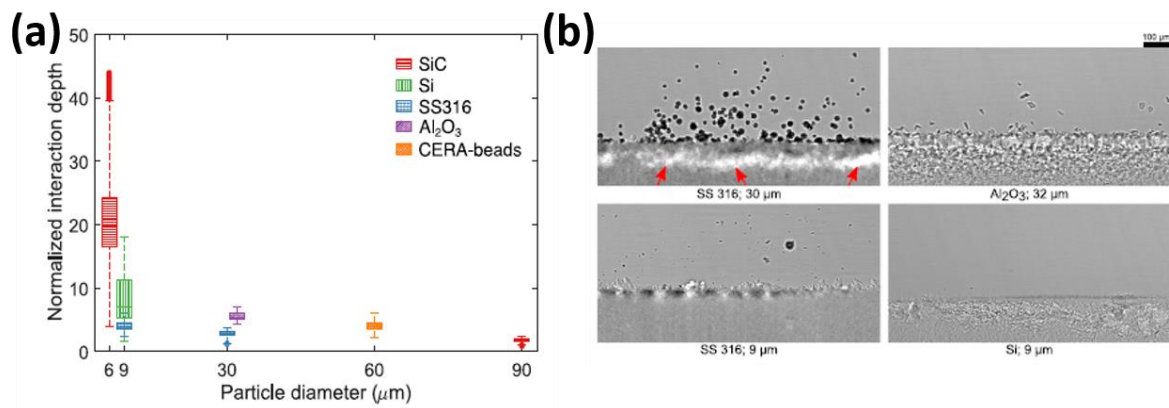 (a)
50
40
30
20
10
0
Normalized interaction depth
SiC
Si
SS316
Al₂O₃
CERA-beads
6 9 30 60 90
Particle diameter (μm)
(b)
100 μm
SS 316; 30 μm
Al₂O₃; 32 μm
SS 316; 9 μm
Si; 9 μm